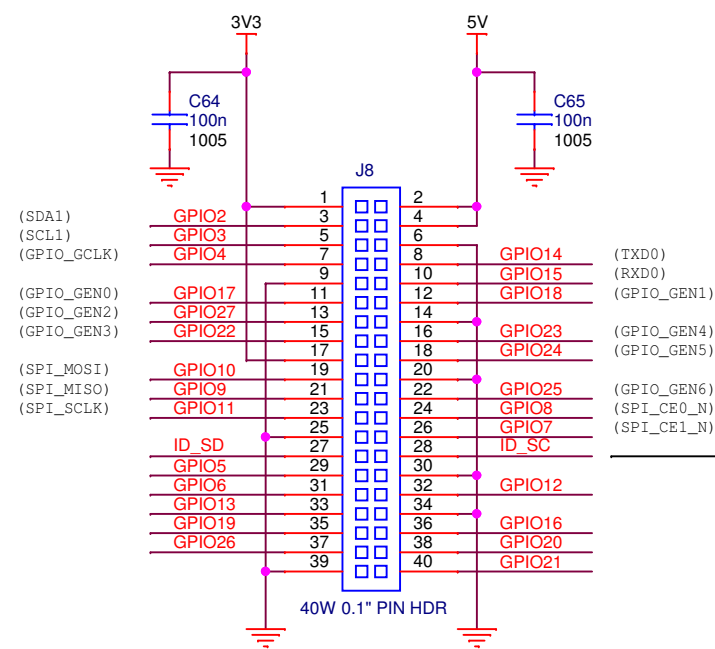 3V3 5V
C64 C65
100n 100n
1005 1005
J8
1 2
(SDA1) GPIO2 3 4
(SCL1) GPIO3 5 6
(GPIO_GCLK) GPIO4 7 8 GPIO14 (TXD0)
9 10 GPIO15 (RXD0)
(GPIO_GEN0) GPIO17 11 12 GPIO18 (GPIO_GEN1)
(GPIO_GEN2) GPIO27 13 14
(GPIO_GEN3) GPIO22 15 16 GPIO23 (GPIO_GEN4)
17 18 GPIO24 (GPIO_GEN5)
(SPI_MOSI) GPIO10 19 20
(SPI_MISO) GPIO9 21 22 GPIO25 (GPIO_GEN6)
(SPI_SCLK) GPIO11 23 24 GPIO8 (SPI_CE0_N)
25 26 GPIO7 (SPI_CE1_N)
ID_SD 27 28 ID_SC
GPIO5 29 30
GPIO6 31 32 GPIO12
GPIO13 33 34
GPIO19 35 36 GPIO16
GPIO26 37 38 GPIO20
39 40 GPIO21
40W 0.1" PIN HDR